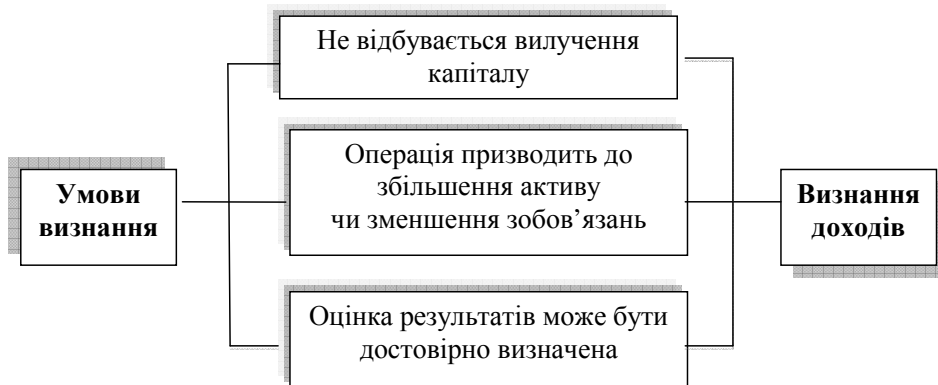 Не відбувається вилучення
капіталу
Операція призводить до
збільшення активу
чи зменшення зобов’язань
Умови
визнання
Визнання
доходів
Оцінка результатів може бути
достовірно визначена